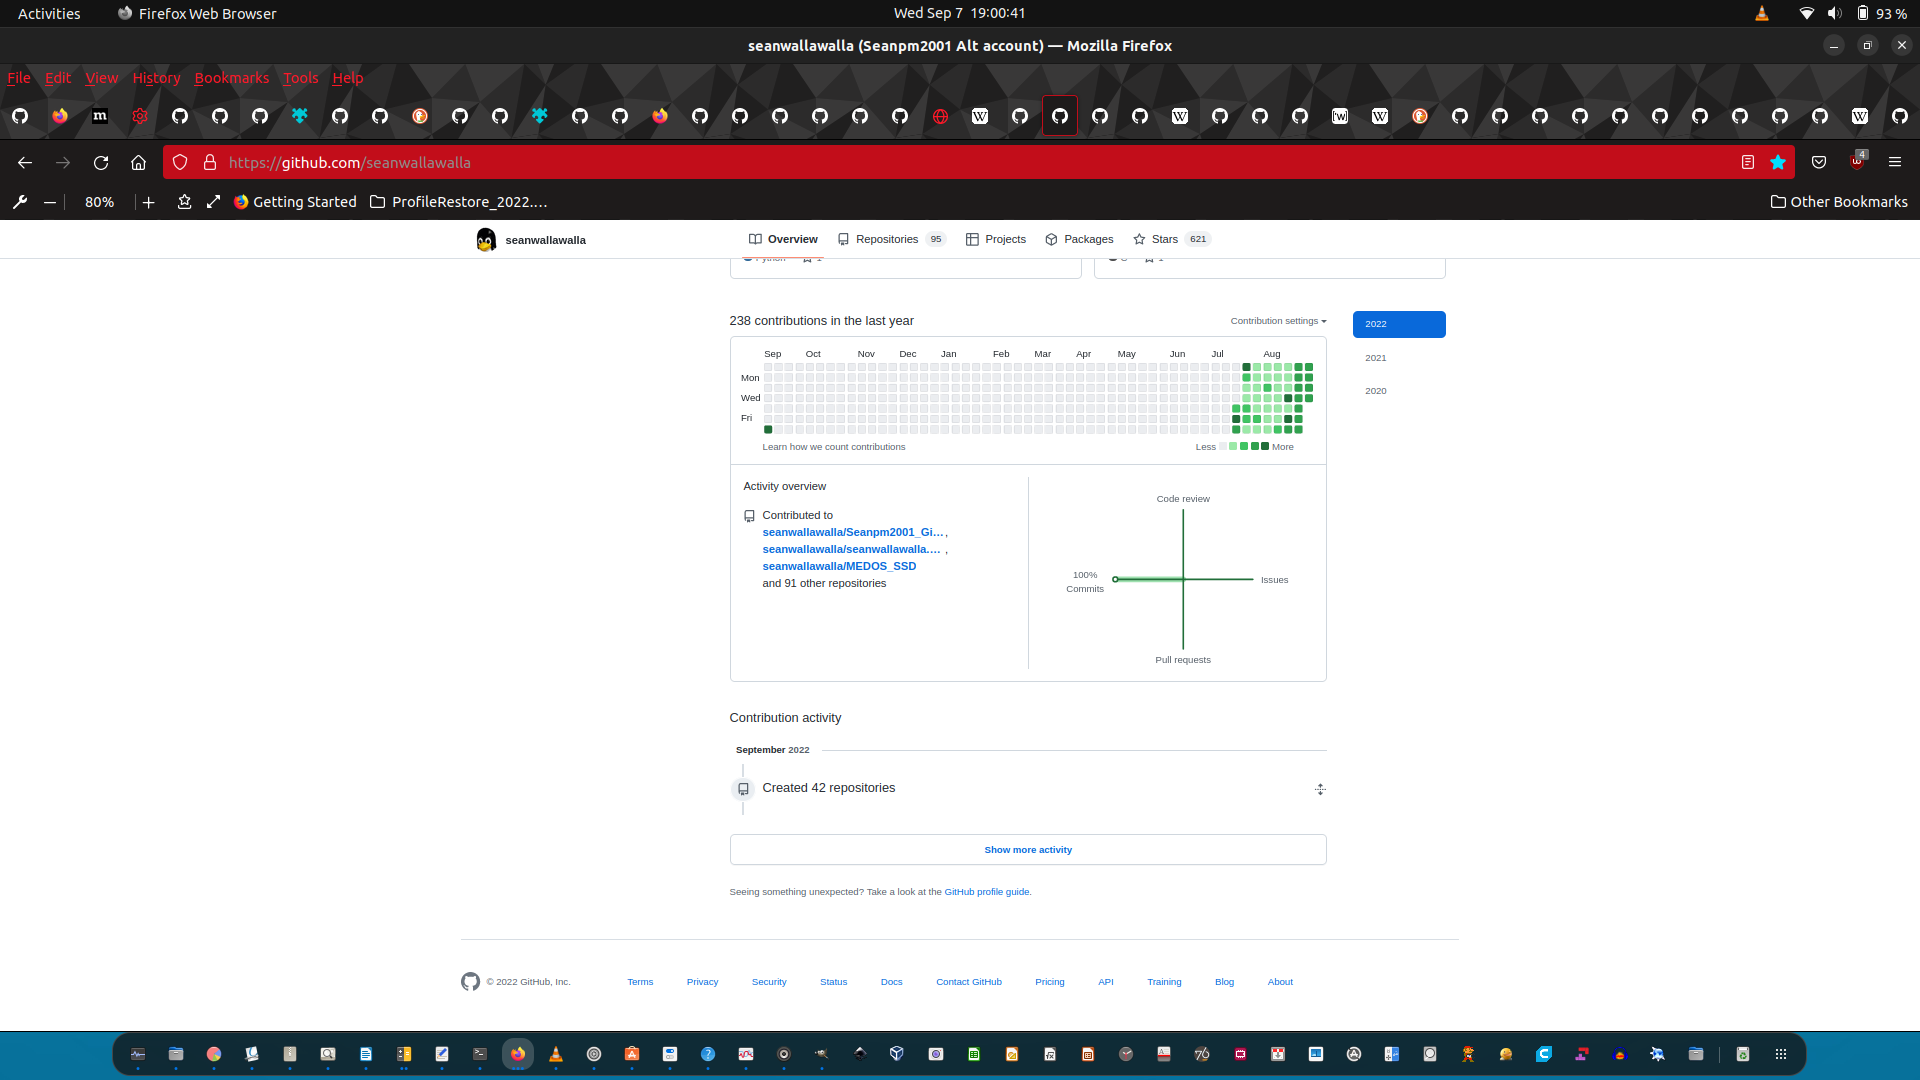 Activities Firefox Web Browser Wed Sep 7 19:00:41 93 %
seanwallawalla (Seanpm2001 Alt account) — Mozilla Firefox
File Edit View History Bookmarks Tools Help
https://github.com/seanwallawalla 4
80% Getting Started ProfileRestore_2022.… Other Bookmarks
seanwallawalla Overview Repositories 95 Projects Packages Stars 621
238 contributions in the last year Contribution settings 2022
2021
2020
Sep Oct Nov Dec Jan Feb Mar Apr May Jun Jul Aug
Mon
Wed
Fri
Learn how we count contributions Less More
Activity overview
Contributed to
seanwallawalla/Seanpm2001_Gi… ,
seanwallawalla/seanwallawalla.… ,
seanwallawalla/MEDOS_SSD
and 91 other repositories
Code review
100%
Commits
Issues
Pull requests
Contribution activity
September 2022
Created 42 repositories
Show more activity
Seeing something unexpected? Take a look at the GitHub profile guide.
© 2022 GitHub, Inc. Terms Privacy Security Status Docs Contact GitHub Pricing API Training Blog About